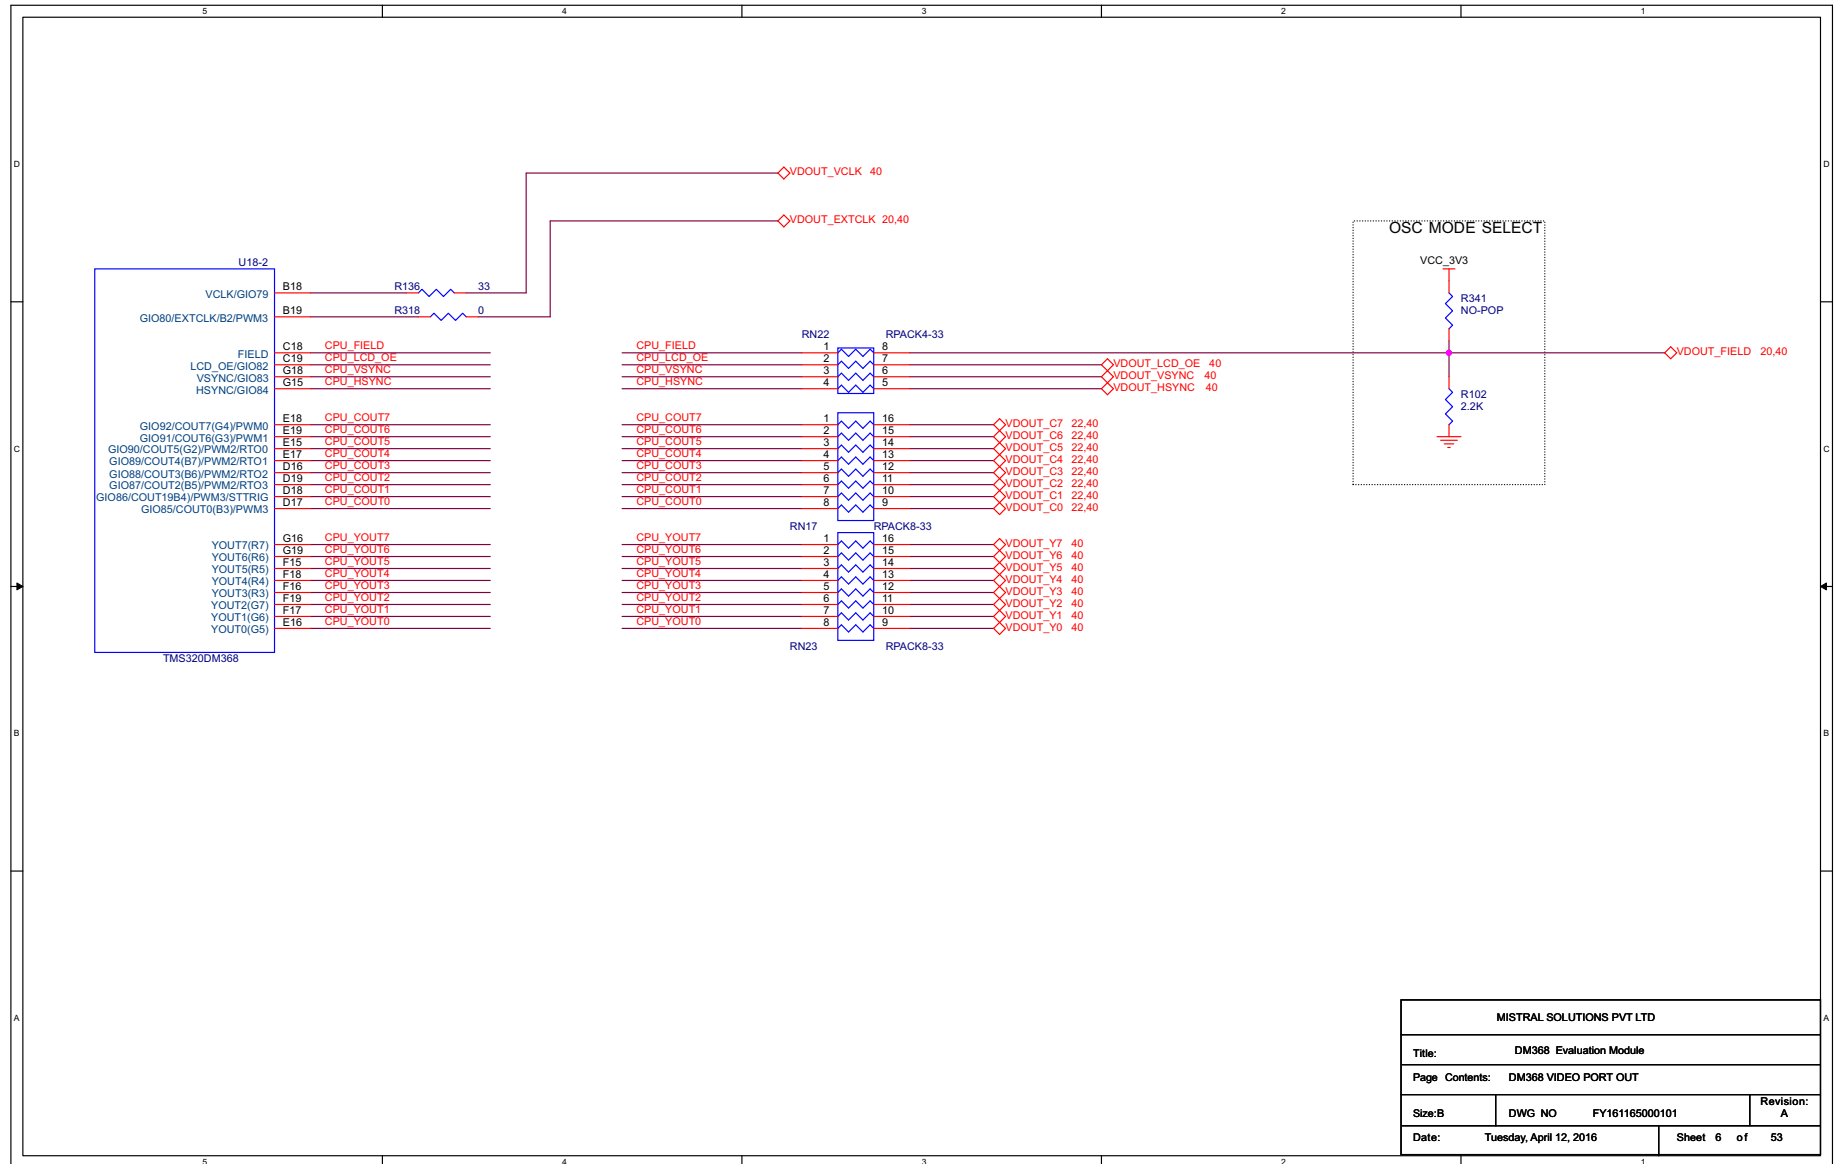 5 4 3 2 1
D D
C C
B B
A A
VDOUT_VCLK 40
VDOUT_EXTCLK 20,40
OSC MODE SELECT
VCC_3V3
R341
NO-POP
R102
2.2K
VDOUT_FIELD 20,40
U18-2
VCLK/GIO79 B18 R136 33
GIO80/EXTCLK/B2/PWM3 B19 R318 0
FIELD C18 CPU_FIELD
LCD_OE/GIO82 C19 CPU_LCD_OE
VSYNC/GIO83 G18 CPU_VSYNC
HSYNC/GIO84 G15 CPU_HSYNC
GIO92/COUT7(G4)/PWM0 E18 CPU_COUT7
GIO91/COUT6(G3)/PWM1 E19 CPU_COUT6
GIO90/COUT5(G2)/PWM2/RTO0 E15 CPU_COUT5
GIO89/COUT4(B7)/PWM2/RTO1 E17 CPU_COUT4
GIO88/COUT3(B6)/PWM2/RTO2 D16 CPU_COUT3
GIO87/COUT2(B5)/PWM2/RTO3 D19 CPU_COUT2
GIO86/COUT19B4)/PWM3/STTRIG D18 CPU_COUT1
GIO85/COUT0(B3)/PWM3 D17 CPU_COUT0
YOUT7(R7) G16 CPU_YOUT7
YOUT6(R6) G19 CPU_YOUT6
YOUT5(R5) F15 CPU_YOUT5
YOUT4(R4) F18 CPU_YOUT4
YOUT3(R3) F16 CPU_YOUT3
YOUT2(G7) F19 CPU_YOUT2
YOUT1(G6) F17 CPU_YOUT1
YOUT0(G5) E16 CPU_YOUT0
TMS320DM368
RN22 RPACK4-33
CPU_FIELD 1 8
CPU_LCD_OE 2 7 VDOUT_LCD_OE 40
CPU_VSYNC 3 6 VDOUT_VSYNC 40
CPU_HSYNC 4 5 VDOUT_HSYNC 40
CPU_COUT7 1 16 VDOUT_C7 22,40
CPU_COUT6 2 15 VDOUT_C6 22,40
CPU_COUT5 3 14 VDOUT_C5 22,40
CPU_COUT4 4 13 VDOUT_C4 22,40
CPU_COUT3 5 12 VDOUT_C3 22,40
CPU_COUT2 6 11 VDOUT_C2 22,40
CPU_COUT1 7 10 VDOUT_C1 22,40
CPU_COUT0 8 9 VDOUT_C0 22,40
RN17 RPACK8-33
CPU_YOUT7 1 16 VDOUT_Y7 40
CPU_YOUT6 2 15 VDOUT_Y6 40
CPU_YOUT5 3 14 VDOUT_Y5 40
CPU_YOUT4 4 13 VDOUT_Y4 40
CPU_YOUT3 5 12 VDOUT_Y3 40
CPU_YOUT2 6 11 VDOUT_Y2 40
CPU_YOUT1 7 10 VDOUT_Y1 40
CPU_YOUT0 8 9 VDOUT_Y0 40
RN23 RPACK8-33
MISTRAL SOLUTIONS PVT LTD
Title: DM368 Evaluation Module
Page Contents: DM368 VIDEO PORT OUT
Size:B DWG NO FY161165000101 Revision: A
Date: Tuesday, April 12, 2016 Sheet 6 of 53
5 4 3 2 1